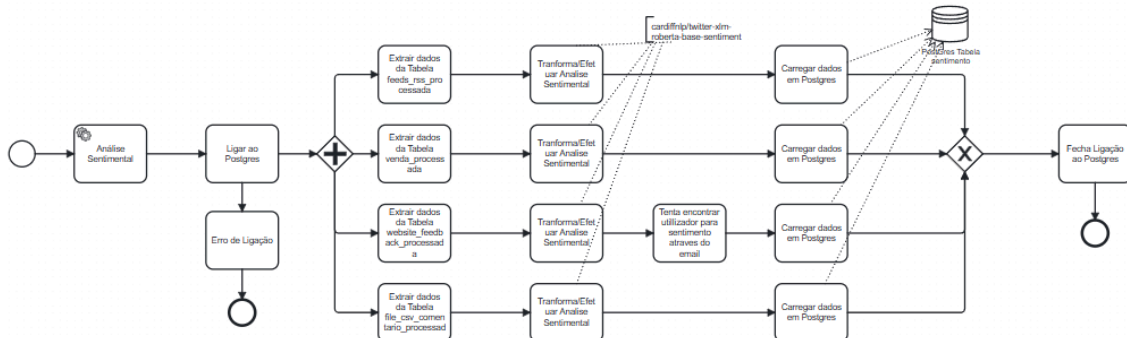 cardiffnlp/twitter-xlm-
roberta-base-sentiment
PostGres Tabela
sentimento
Extrair dados
da Tabela
feeds_rss_pro
cessada
Tranforma/Efet
uar Analise
Sentimental
Carregar dados
em Postgres
Análise
Sentimental
Ligar ao
Postgres
Extrair dados
da Tabela
venda_process
ada
Tranforma/Efet
uar Analise
Sentimental
Carregar dados
em Postgres
Fecha Ligação
ao Postgres
Erro de Ligação
Extrair dados
da Tabela
website_feedb
ack_processad
a
Tranforma/Efet
uar Analise
Sentimental
Tenta encontrar
utilizador para
sentimento
atraves do
email
Carregar dados
em Postgres
Extrair dados
da Tabela
file_csv_comen
tario_processad
Tranforma/Efet
uar Analise
Sentimental
Carregar dados
em Postgres